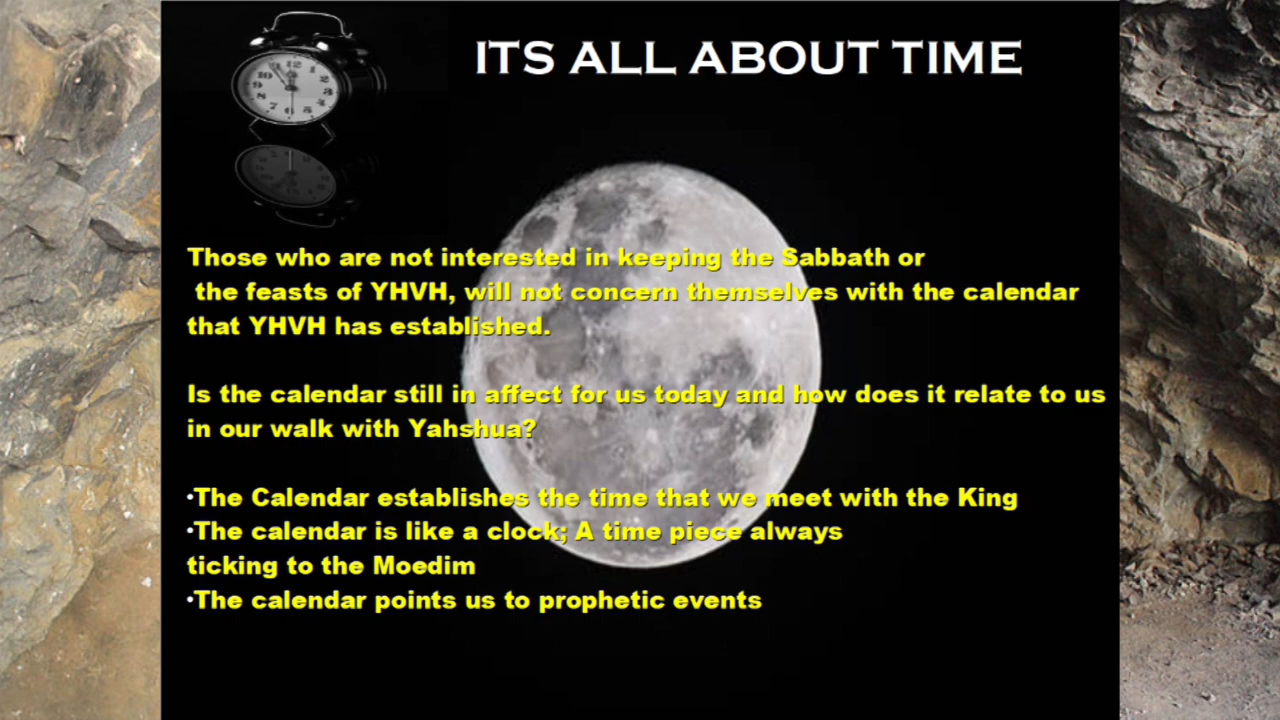 ITS ALL ABOUT TIME
Those who are not interested in keeping the Sabbath or
the feasts of YHVH, will not concern themselves with the calendar
that YHVH has established.
Is the calendar still in affect for us today and how does it relate to us
in our walk with Yahshua?
•The Calendar establishes the time that we meet with the King
•The calendar is like a clock; A time piece always
ticking to the Moedim
•The calendar points us to prophetic events